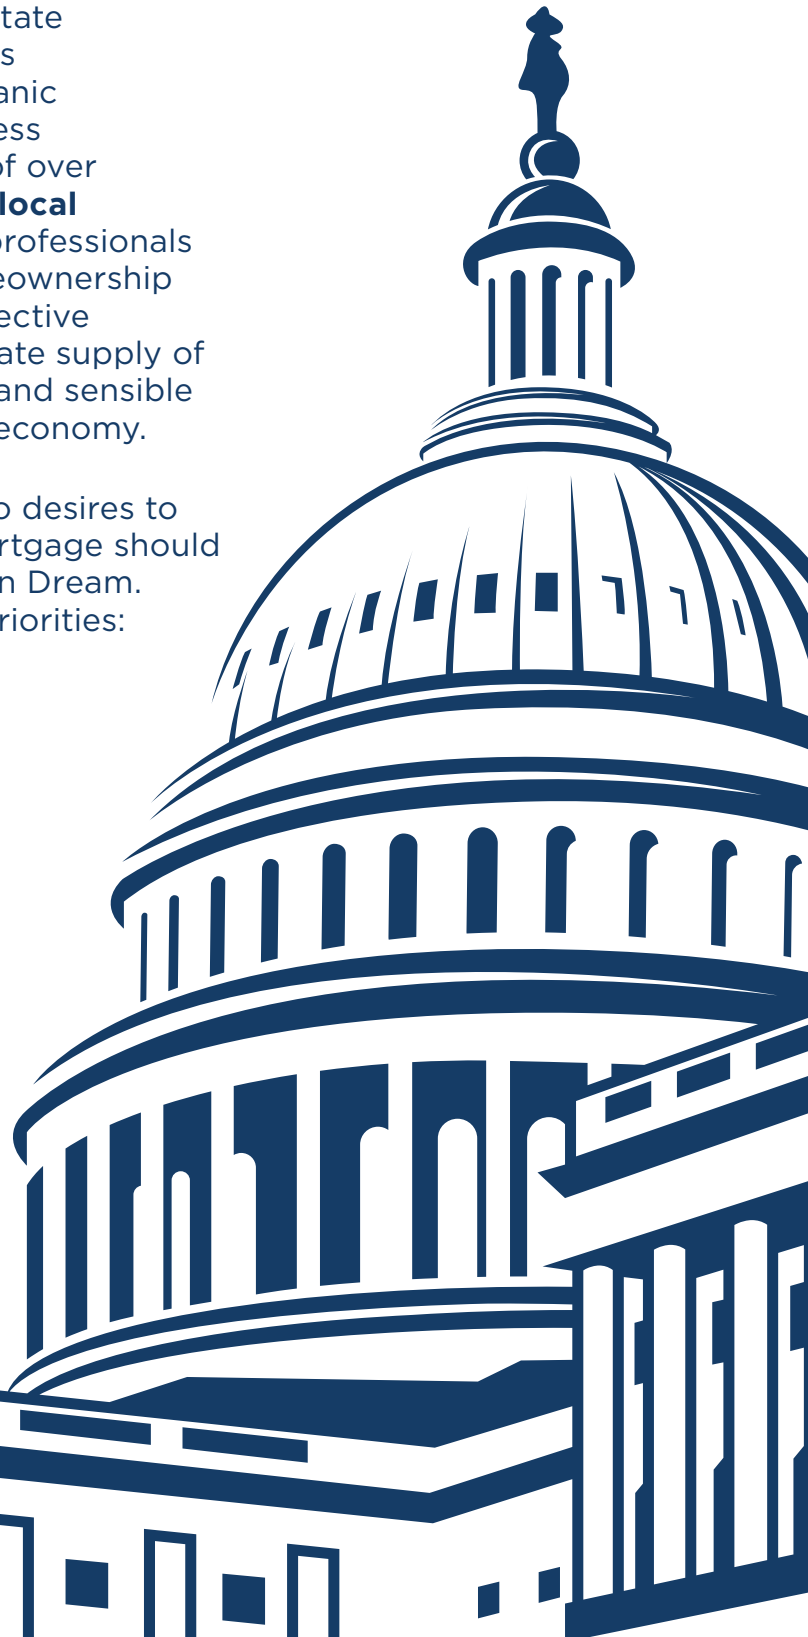 tate
s
anic
ess
of over
local
professionals
eownership
ective
ate supply of
and sensible
economy.
o desires to
rtgage should
n Dream.
riorities: